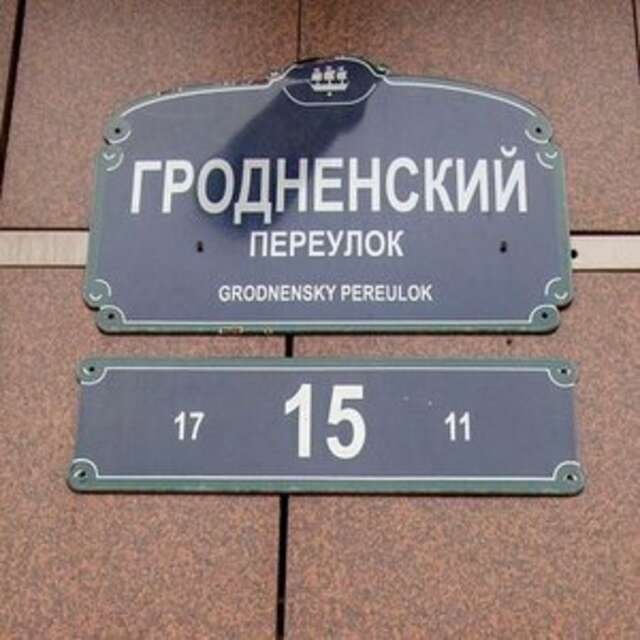 ГРОДНЕНСКИЙ
ПЕРЕУЛОК
GRODNENSKY PEREULOK
17 15 11